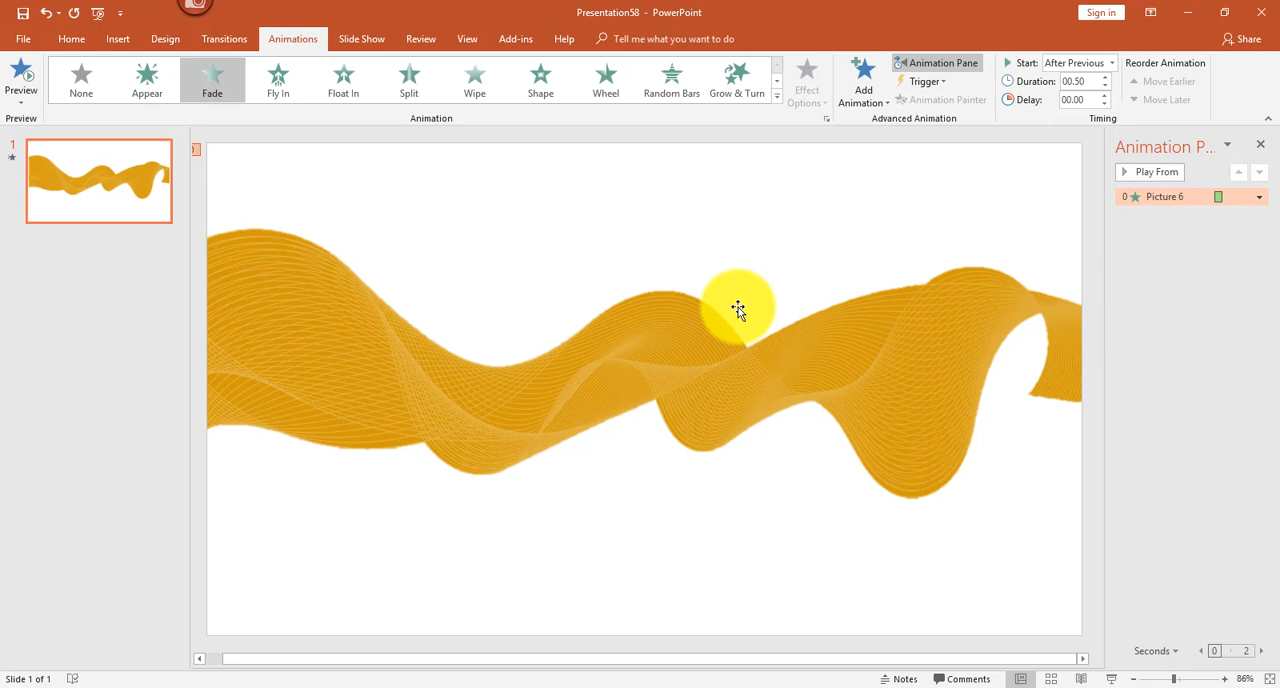 Presentation58 - PowerPoint
Sign in
File Home Insert Design Transitions Animations Slide Show Review View Add-ins Help Tell me what you want to do
Share
Preview
None Appear Fade Fly In Float In Split Wipe Shape Wheel Random Bars Grow & Turn
Effect
Options
Add
Animation
Animation Pane
Trigger
Animation Painter
Start: After Previous
Duration: 00.50
Delay: 00.00
Reorder Animation
Move Earlier
Move Later
Preview
Animation
Advanced Animation
Timing
1
0
Animation P...
Play From
0 Picture 6
Seconds 0 2
Slide 1 of 1
Notes
Comments
86%